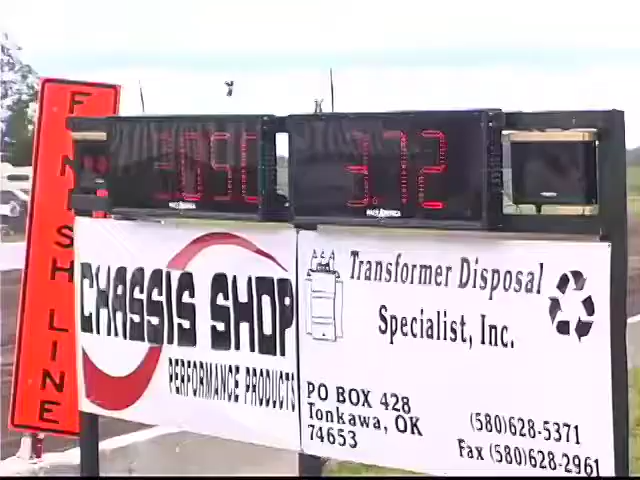 FINISH LINE
CHASSIS SHOP
PERFORMANCE PRODUCTS
Transformer Disposal
Specialist, Inc.
PO BOX 428
Tonkawa, OK
74653
(580)628-5371
Fax (580)628-2961